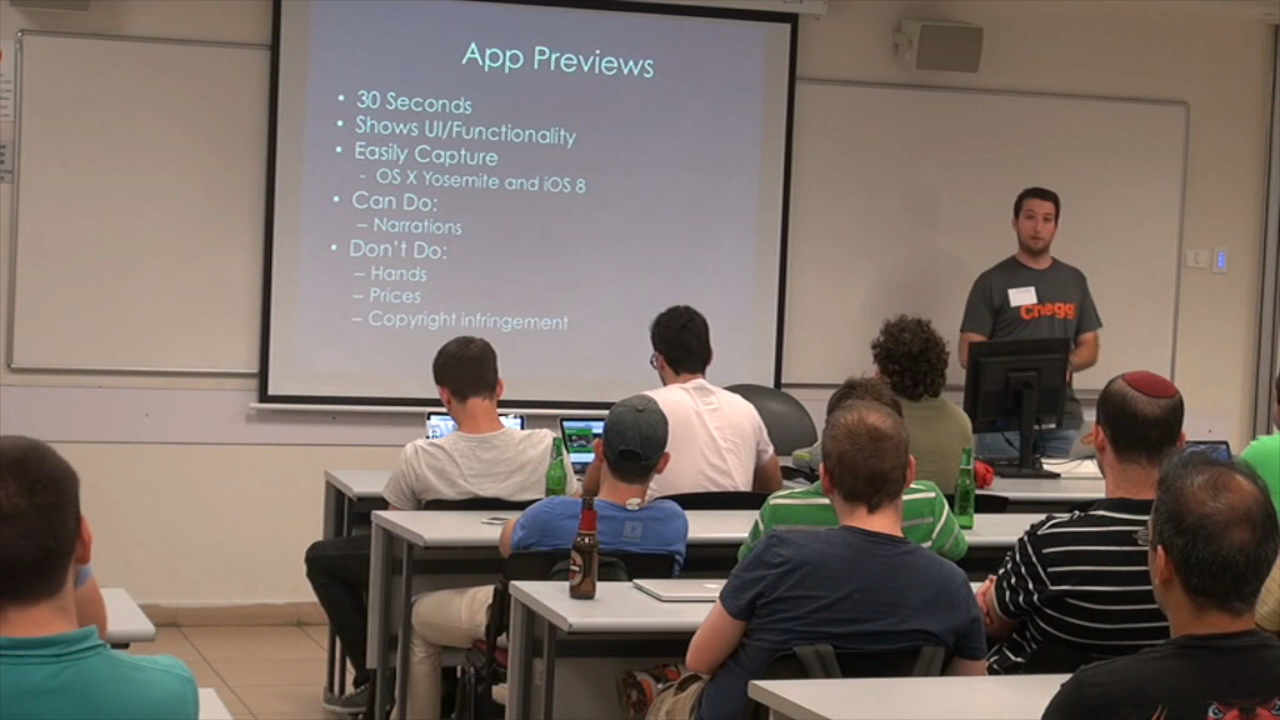 App Previews
• 30 Seconds
• Shows UI/Functionality
• Easily Capture
- OS X Yosemite and iOS 8
• Can Do:
– Narrations
• Don't Do:
– Hands
– Prices
– Copyright infringement
Chegg